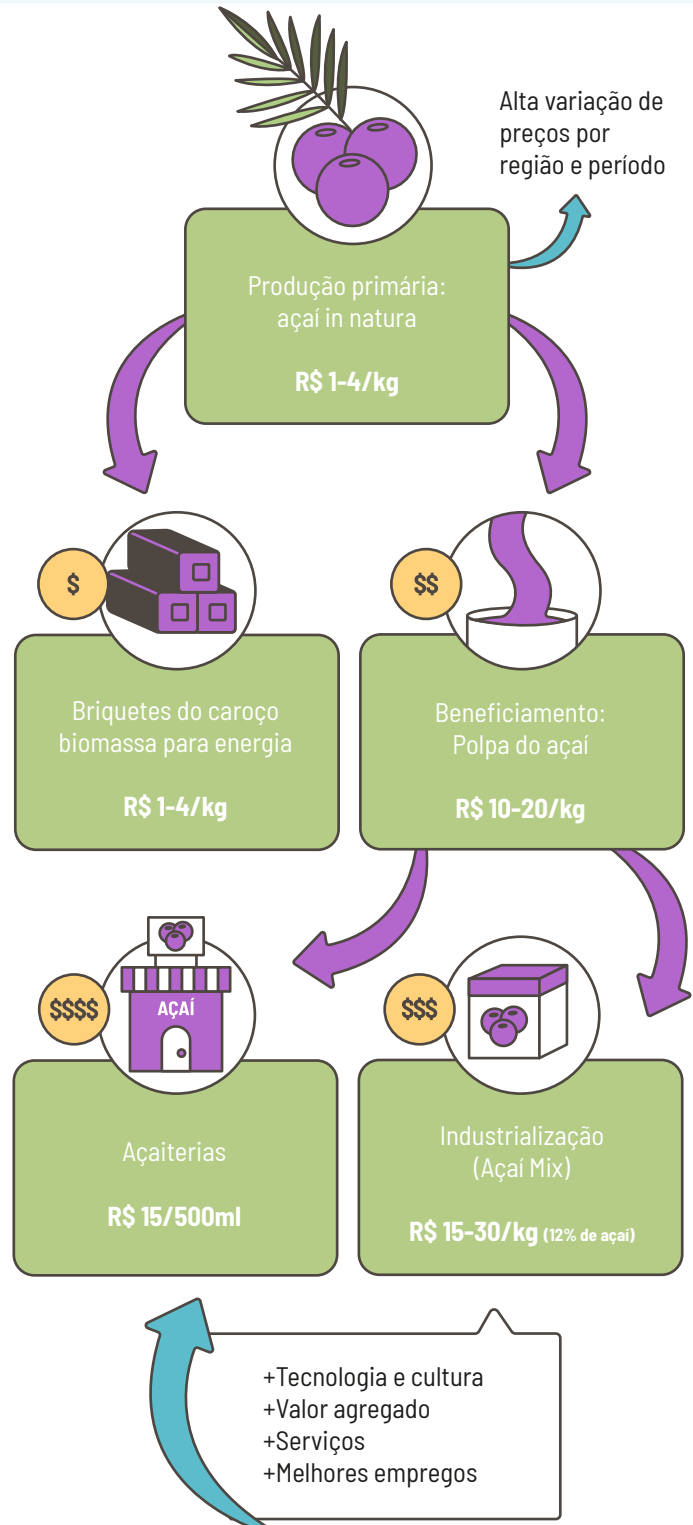 Alta variação de
preços por
região e período
Produção primária:
açaí in natura
R$ 1-4/kg
$
Briquetes do caroço
biomassa para energia
R$ 1-4/kg
$$
Beneficiamento:
Polpa do açaí
R$ 10-20/kg
$$$$
AÇAÍ
Açaiterias
R$ 15/500ml
$$$
Industrialização
(Açaí Mix)
R$ 15-30/kg (12% de açaí)
+Tecnologia e cultura
+Valor agregado
+Serviços
+Melhores empregos